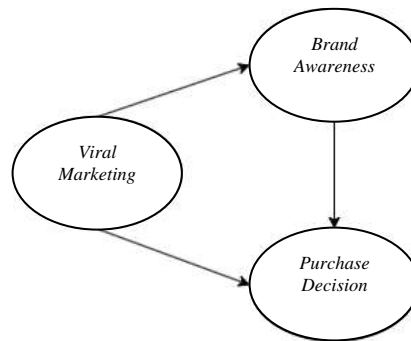 Brand
Awareness
Viral
Marketing
Purchase
Decision